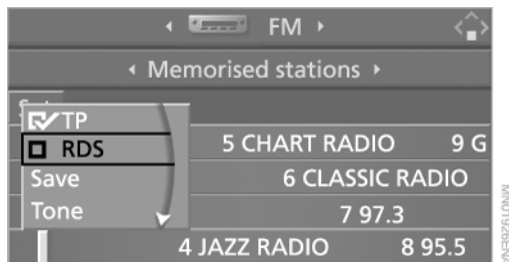 FM
Memorised stations
TP
RDS
5 CHART RADIO 9 G
Save
6 CLASSIC RADIO
Tone
7 97.3
4 JAZZ RADIO 8 95.5
MN01926ENA